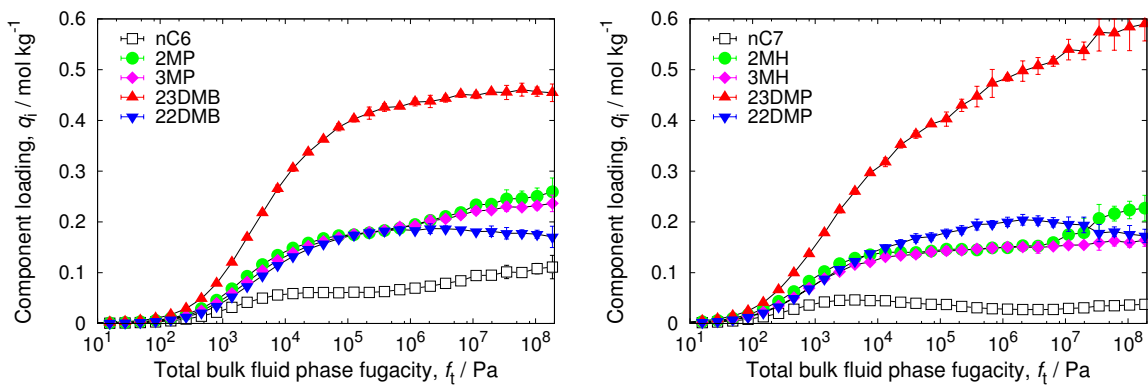 Component loading, qi / mol kg-1
0.6
0.5
0.4
0.3
0.2
0.1
0
nC6
2MP
3MP
23DMB
22DMB
10^1 10^2 10^3 10^4 10^5 10^6 10^7 10^8
Total bulk fluid phase fugacity, ft / Pa
Component loading, qi / mol kg-1
0.6
0.5
0.4
0.3
0.2
0.1
0
nC7
2MH
3MH
23DMP
22DMP
10^1 10^2 10^3 10^4 10^5 10^6 10^7 10^8
Total bulk fluid phase fugacity, ft / Pa